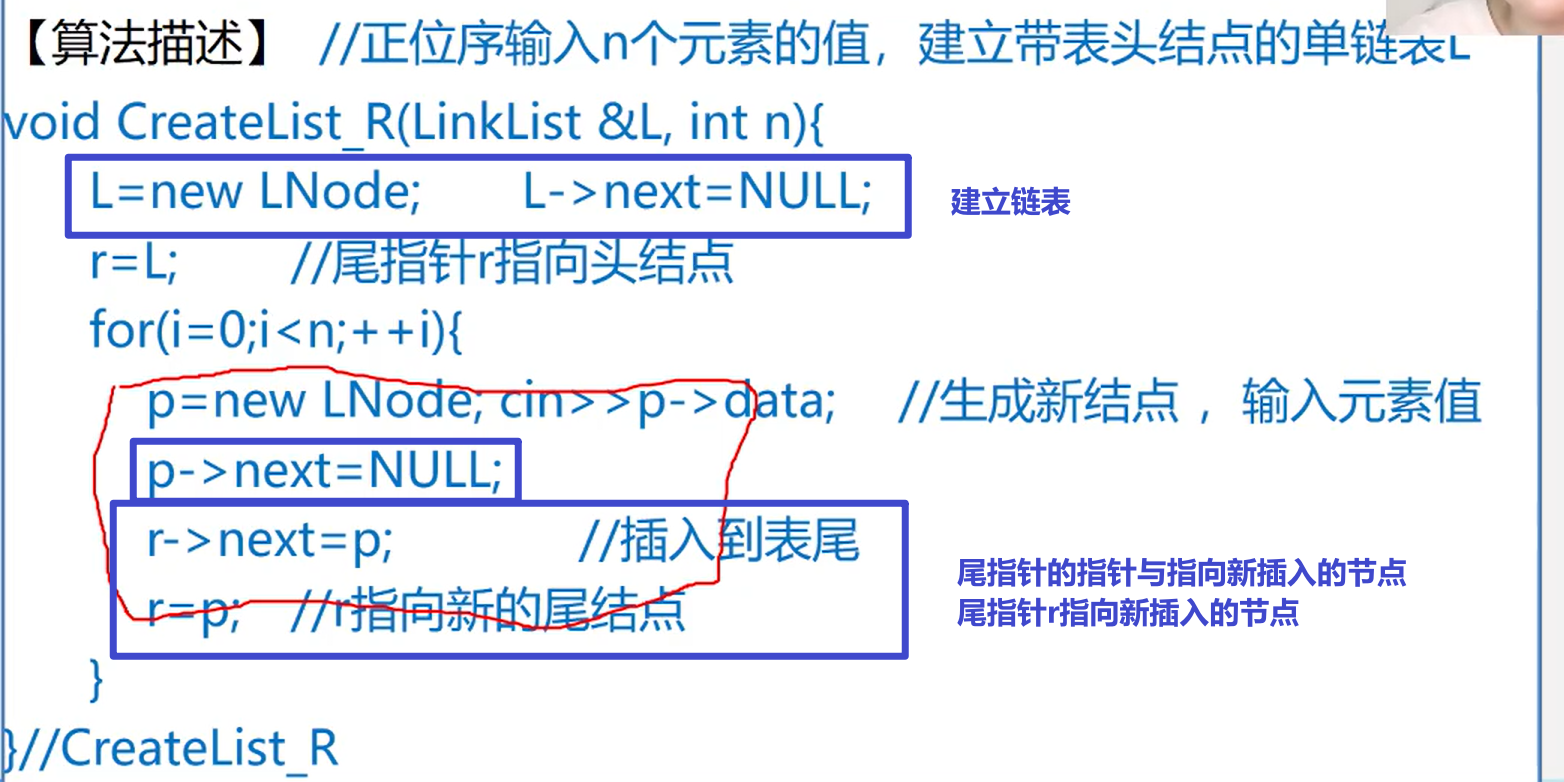 【算法描述】 //正位序输入n个元素的值，建立带表头结点的单链表L
void CreateList_R(LinkList &L, int n){
L=new LNode; L->next=NULL;
建立链表
r=L; //尾指针r指向头结点
for(i=0;i<n;++i){
p=new LNode; cin>>p->data; //生成新结点 ，输入元素值
p->next=NULL;
r->next=p; //插入到表尾
尾指针的指针与指向新插入的节点
r=p; //r指向新的尾结点
尾指针r指向新插入的节点
}
}//CreateList_R